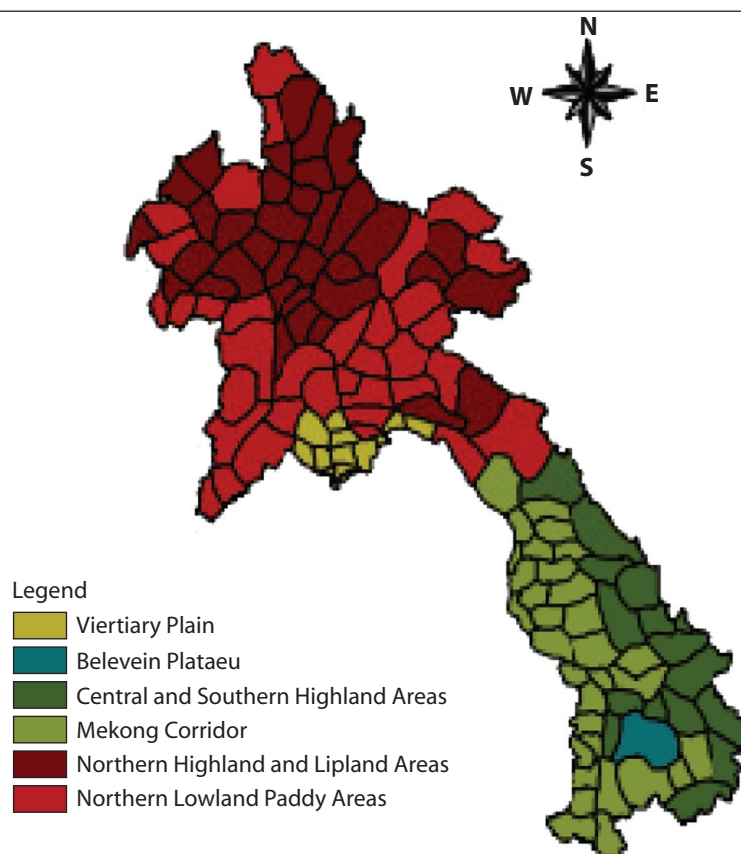 N
W E
S
Legend
Viertiary Plain
Belevein Plataeu
Central and Southern Highland Areas
Mekong Corridor
Northern Highland and Lipland Areas
Northern Lowland Paddy Areas